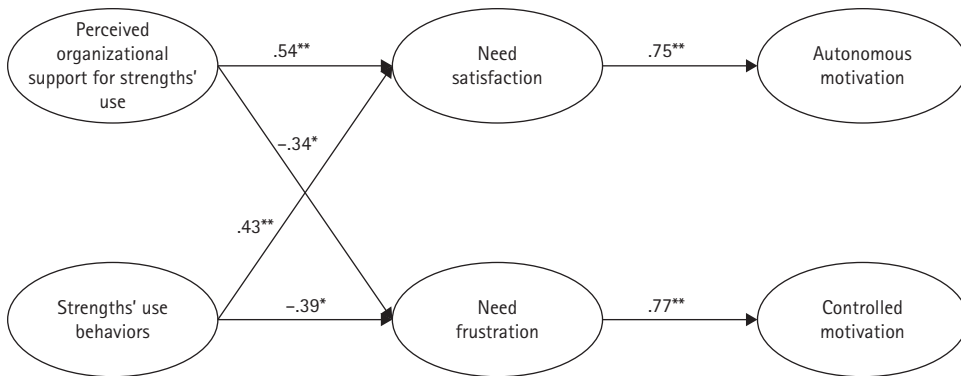 Perceived
organizational
support for strengths'
use
.54**
Need
satisfaction
.75**
Autonomous
motivation
–.34*
.43**
Strengths' use
behaviors
–.39*
Need
frustration
.77**
Controlled
motivation